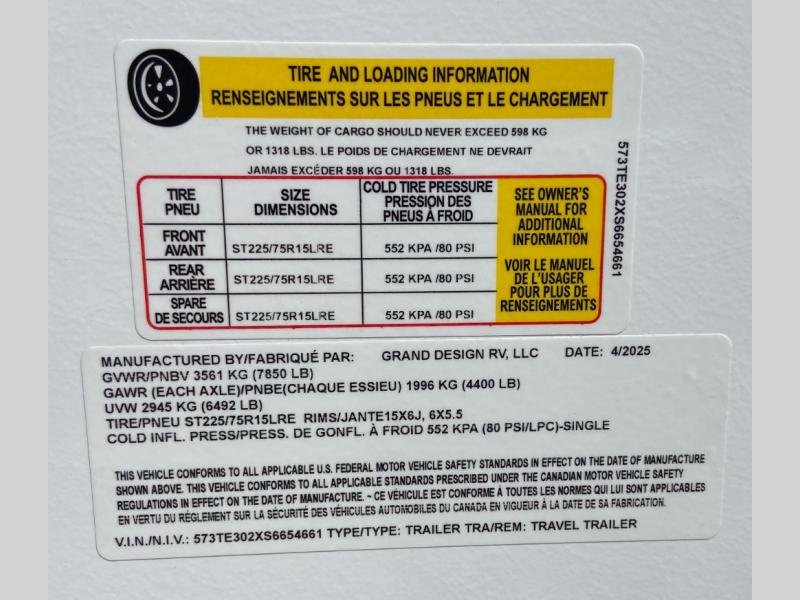 TIRE AND LOADING INFORMATION
RENSEIGNEMENTS SUR LES PNEUS ET LE CHARGEMENT
THE WEIGHT OF CARGO SHOULD NEVER EXCEED 598 KG
OR 1318 LBS. LE POIDS DE CHARGEMENT NE DEVRAIT
JAMAIS EXCÉDER 598 KG OU 1318 LBS.
TIRE
PNEU
SIZE
DIMENSIONS
COLD TIRE PRESSURE
PRESSION DES
PNEUS À FROID
FRONT
AVANT
ST225/75R15LRE
552 KPA /80 PSI
REAR
ARRIÈRE
ST225/75R15LRE
552 KPA /80 PSI
SPARE
DE SECOURS
ST225/75R15LRE
552 KPA /80 PSI
SEE OWNER'S
MANUAL FOR
ADDITIONAL
INFORMATION
VOIR LE MANUEL
DE L'USAGER
POUR PLUS DE
RENSEIGNEMENTS
573TE302XS6654661
MANUFACTURED BY/FABRIQUÉ PAR: GRAND DESIGN RV, LLC DATE: 4/2025
GVWR/PNBV 3561 KG (7850 LB)
GAWR (EACH AXLE)/PNBE(CHAQUE ESSIEU) 1996 KG (4400 LB)
UVW 2945 KG (6492 LB)
TIRE/PNEU ST225/75R15LRE RIMS/JANTE15X6J, 6X5.5
COLD INFL. PRESS/PRESS. DE GONFL. À FROID 552 KPA (80 PSI/LPC)-SINGLE
THIS VEHICLE CONFORMS TO ALL APPLICABLE U.S. FEDERAL MOTOR VEHICLE SAFETY STANDARDS IN EFFECT ON THE DATE OF MANUFACTURE
SHOWN ABOVE. THIS VEHICLE CONFORMS TO ALL APPLICABLE STANDARDS PRESCRIBED UNDER THE CANADIAN MOTOR VEHICLE SAFETY
REGULATIONS IN EFFECT ON THE DATE OF MANUFACTURE. ~ CE VÉHICULE EST CONFORME À TOUTES LES NORMES QUI LUI SONT APPLICABLES
EN VERTU DU RÈGLEMENT SUR LA SÉCURITÉ DES VÉHICULES AUTOMOBILES DU CANADA EN VIGUEUR À LA DATE DE SA FABRICATION.
V.I.N./N.I.V.: 573TE302XS6654661 TYPE/TYPE: TRAILER TRA/REM: TRAVEL TRAILER